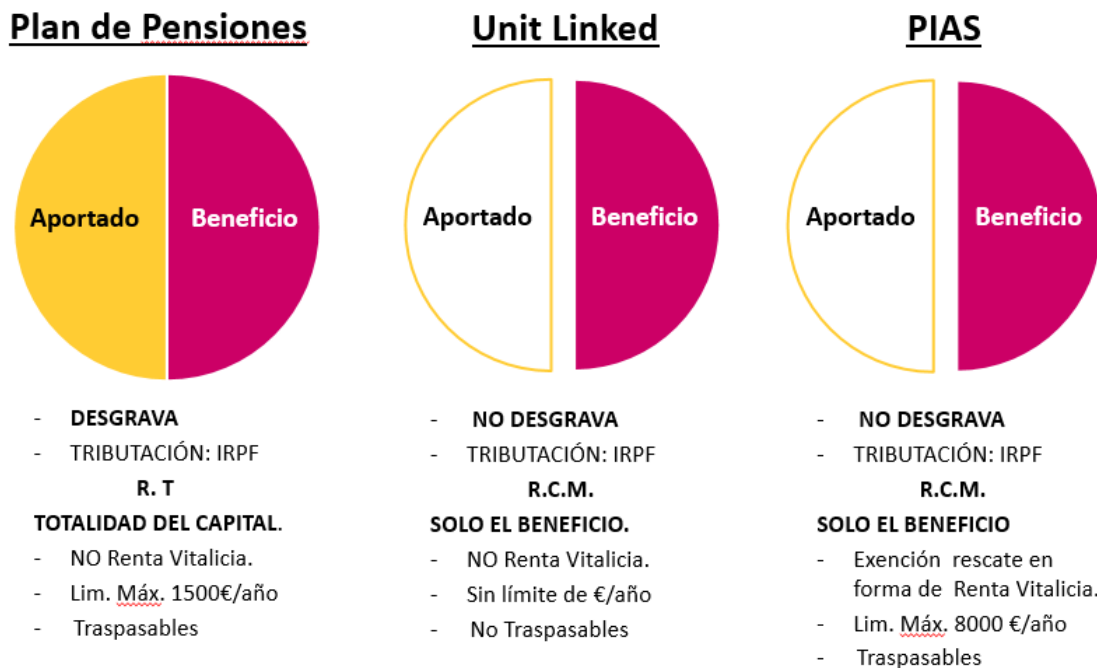 Plan de Pensiones
Aportado
Beneficio
- DESGRAVA
- TRIBUTACIÓN: IRPF
R. T
TOTALIDAD DEL CAPITAL.
- NO Renta Vitalicia.
- Lim. Máx. 1500€/año
- Traspasables
Unit Linked
Aportado
Beneficio
- NO DESGRAVA
- TRIBUTACIÓN: IRPF
R.C.M.
SOLO EL BENEFICIO.
- NO Renta Vitalicia.
- Sin límite de €/año
- No Traspasables
PIAS
Aportado
Beneficio
- NO DESGRAVA
- TRIBUTACIÓN: IRPF
R.C.M.
SOLO EL BENEFICIO
- Exención rescate en
forma de Renta Vitalicia.
- Lim. Máx. 8000 €/año
- Traspasables